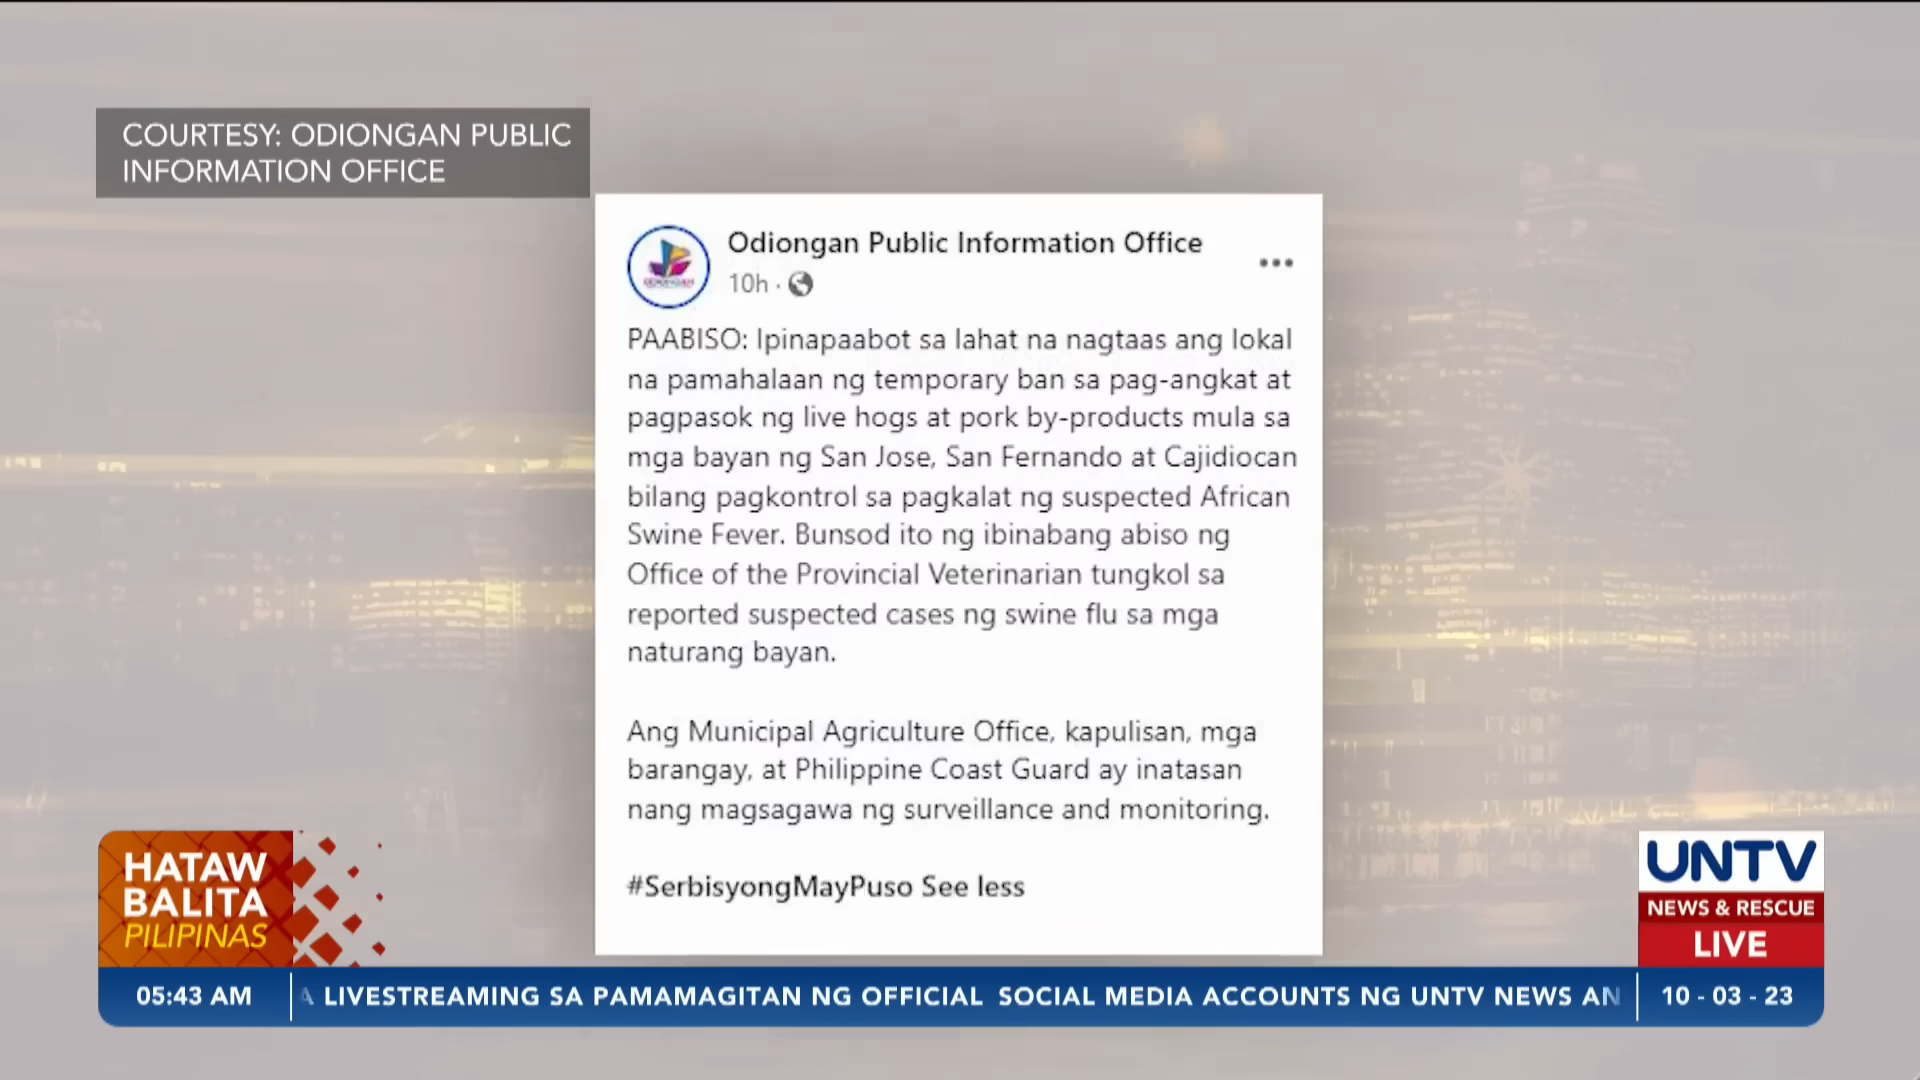 COURTESY: ODIONGAN PUBLIC
INFORMATION OFFICE
Odiongan Public Information Office
10h ·
PAABISO: Ipinapaabot sa lahat na nagtaas ang lokal
na pamahalaan ng temporary ban sa pag-angkat at
pagpasok ng live hogs at pork by-products mula sa
mga bayan ng San Jose, San Fernando at Cajidiocan
bilang pagkontrol sa pagkalat ng suspected African
Swine Fever. Bunsod ito ng ibinabang abiso ng
Office of the Provincial Veterinarian tungkol sa
reported suspected cases ng swine flu sa mga
naturang bayan.
Ang Municipal Agriculture Office, kapulisan, mga
barangay, at Philippine Coast Guard ay inatasan
nang magsagawa ng surveillance and monitoring.
#SerbisyongMayPuso See less
HATAW
BALITA
PILIPINAS
UNTV
NEWS & RESCUE
LIVE
05:43 AM
A LIVESTREAMING SA PAMAMAGITAN NG OFFICIAL SOCIAL MEDIA ACCOUNTS NG UNTV NEWS AN
10 - 03 - 23